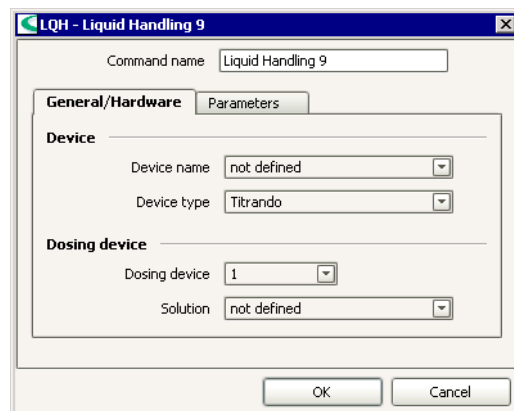 LQH - Liquid Handling 9
Command name Liquid Handling 9
General/Hardware Parameters
Device
Device name not defined
Device type Titrando
Dosing device
Dosing device 1
Solution not defined
OK Cancel